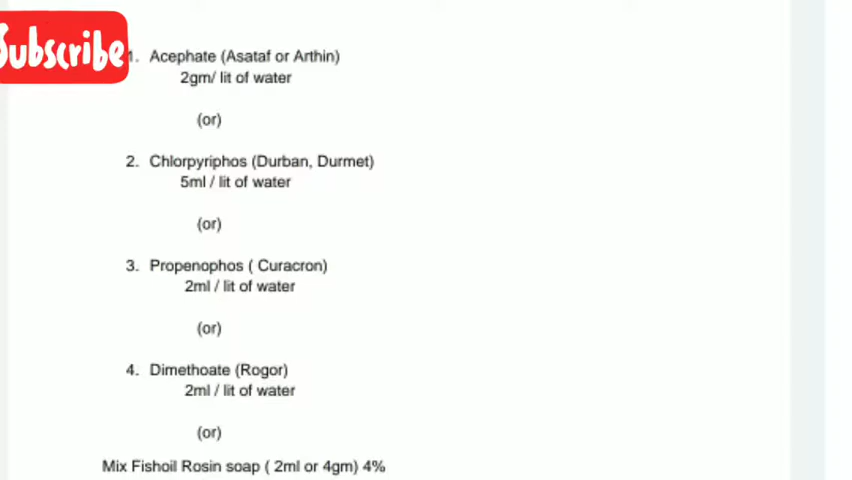 Subscribe
1. Acephate (Asataf or Arthin)
2gm/ lit of water
(or)
2. Chlorpyriphos (Durban, Durmet)
5ml / lit of water
(or)
3. Propenophos ( Curacron)
2ml / lit of water
(or)
4. Dimethoate (Rogor)
2ml / lit of water
(or)
Mix Fishoil Rosin soap ( 2ml or 4gm) 4%